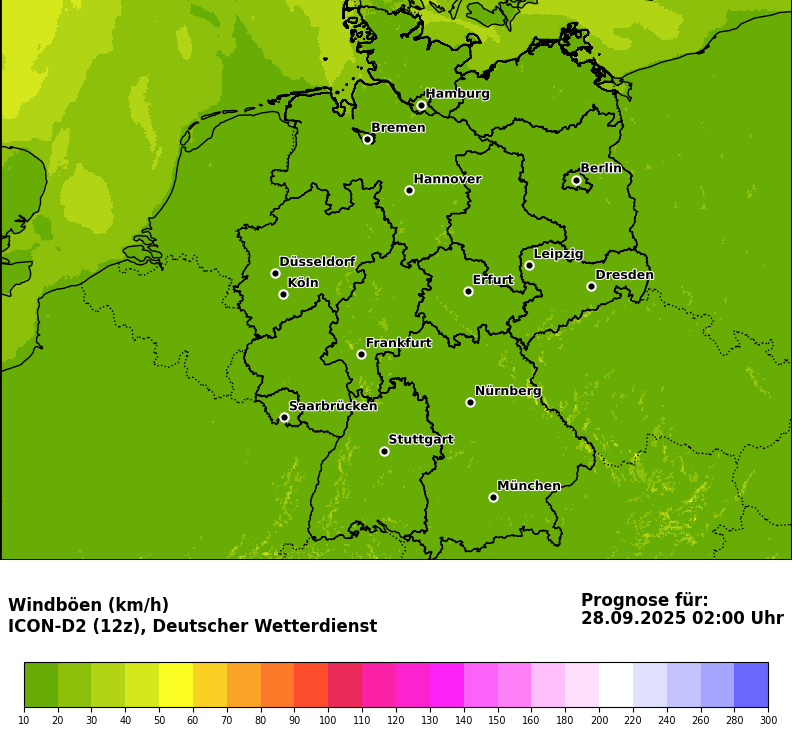 Hamburg
Bremen
Berlin
Hannover
Leipzig
Düsseldorf
Dresden
Köln
Erfurt
Frankfurt
Nürnberg
Saarbrücken
Stuttgart
München
Windböen (km/h)
ICON-D2 (12z), Deutscher Wetterdienst
Prognose für:
28.09.2025 02:00 Uhr
10 20 30 40 50 60 70 80 90 100 110 120 130 140 150 160 180 200 220 240 260 280 300